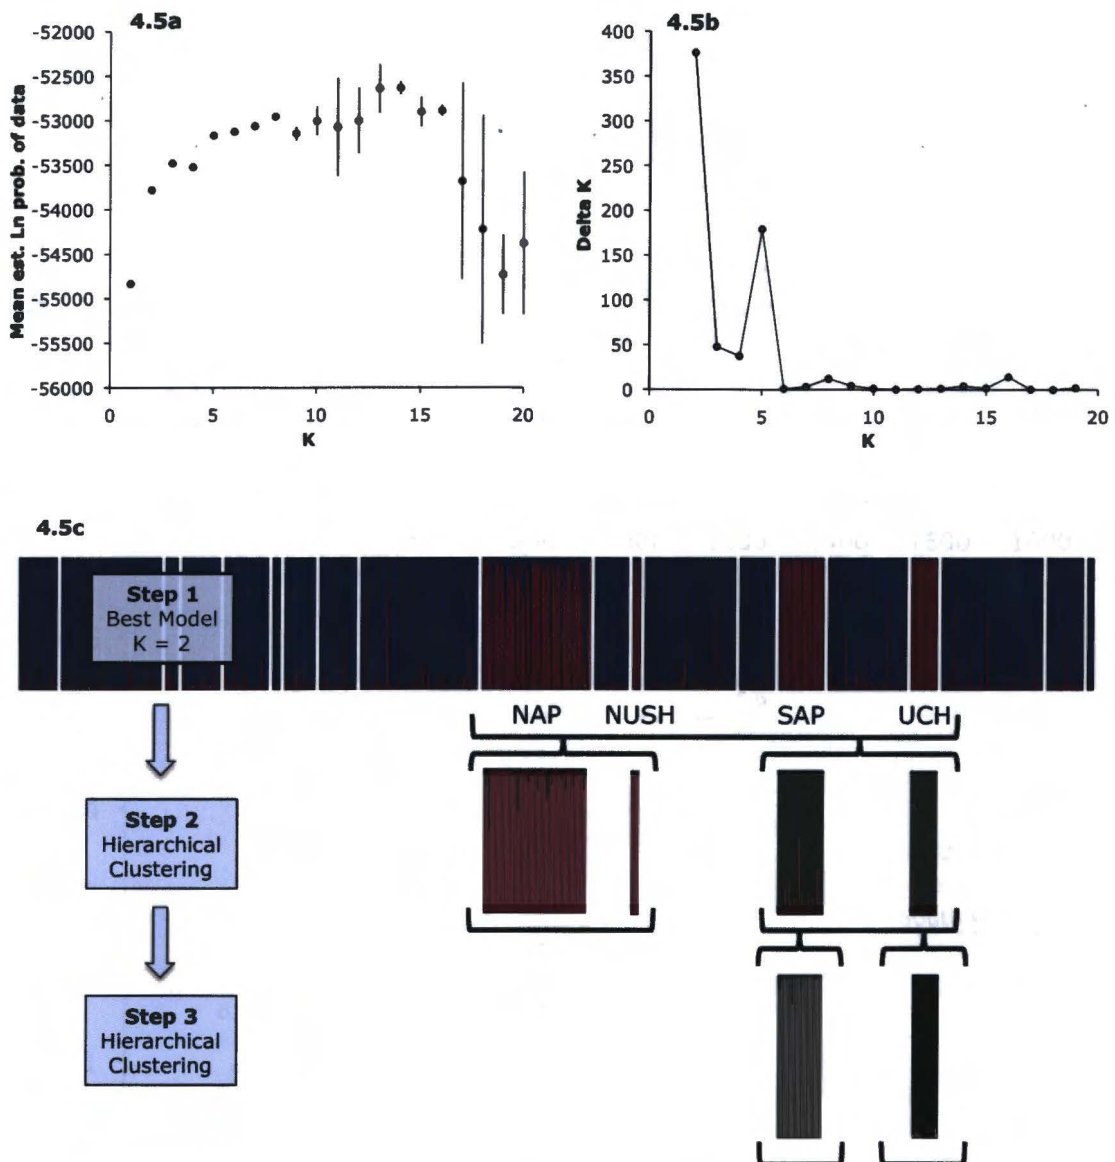 4.5a
Mean est. Ln prob. of data
-52000
-52500
-53000
-53500
-54000
-54500
-55000
-55500
-56000
0 5 10 15 20
K
4.5b
Delta K
400
350
300
250
200
150
100
50
0
0 5 10 15 20
K
4.5c
Step 1
Best Model
K = 2
NAP NUSH SAP UCH
Step 2
Hierarchical
Clustering
Step 3
Hierarchical
Clustering